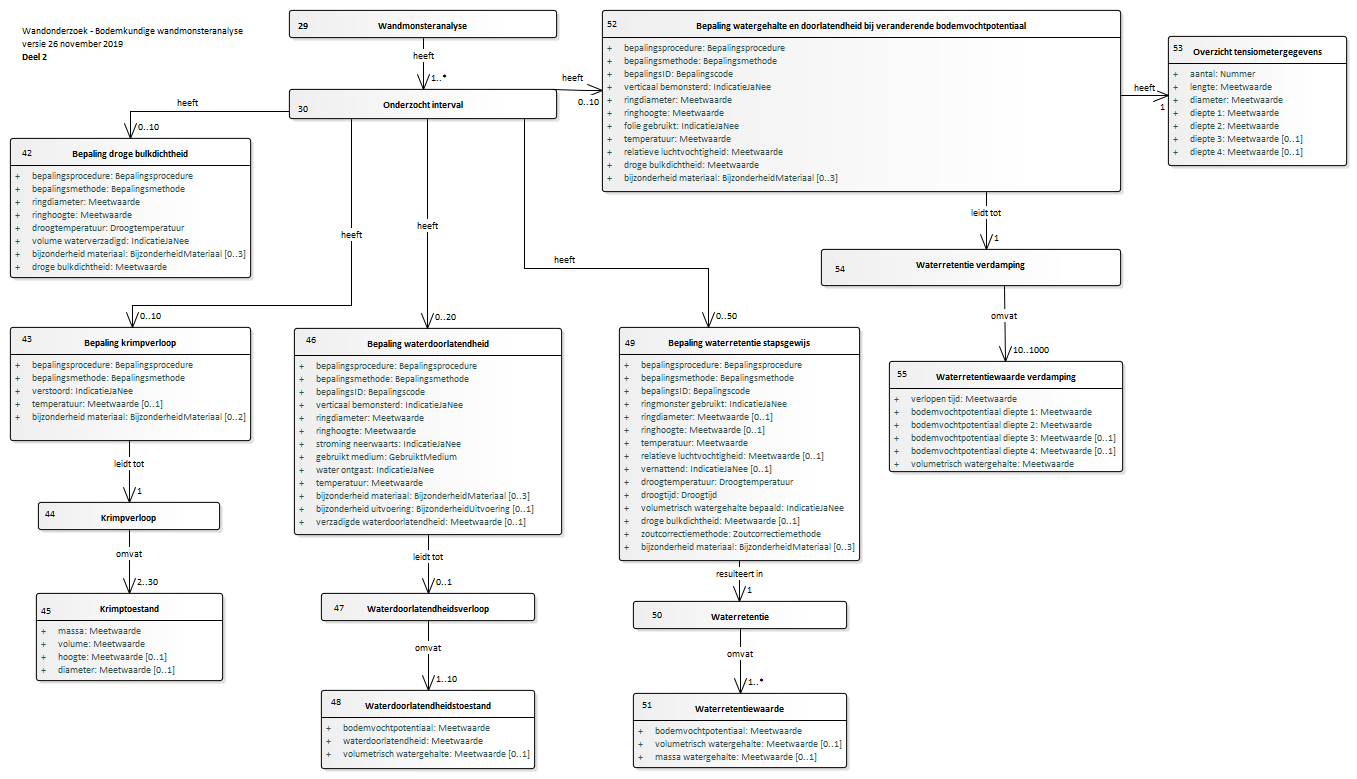 Wandonderzoek - Bodemkundige wandmonsteranalyse
versie 26 november 2019
Deel 2
29 Wandmonsteranalyse
heeft
1..*
30 Onderzocht interval
heeft
0..10
52 Bepaling watergehalte en doorlatendheid bij veranderende bodemvochtpotentiaal
+ bepalingsprocedure: Bepalingsprocedure
+ bepalingsmethode: Bepalingsmethode
+ bepalingsID: Bepalingscode
+ verticaal bemonsterd: IndicatieJaNee
+ ringdiameter: Meetwaarde
+ ringhoogte: Meetwaarde
+ folie gebruikt: IndicatieJaNee
+ temperatuur: Meetwaarde
+ relatieve luchtvochtigheid: Meetwaarde
+ droge bulkdichtheid: Meetwaarde
+ bijzonderheid materiaal: BijzonderheidMateriaal [0..3]
heeft
1
53 Overzicht tensiometergegevens
+ aantal: Nummer
+ lengte: Meetwaarde
+ diameter: Meetwaarde
+ diepte 1: Meetwaarde
+ diepte 2: Meetwaarde
+ diepte 3: Meetwaarde [0..1]
+ diepte 4: Meetwaarde [0..1]
heeft
0..10
42 Bepaling droge bulkdichtheid
+ bepalingsprocedure: Bepalingsprocedure
+ bepalingsmethode: Bepalingsmethode
+ ringdiameter: Meetwaarde
+ ringhoogte: Meetwaarde
+ droogtemperatuur: Droogtemperatuur
+ volume waterverzadigd: IndicatieJaNee
+ bijzonderheid materiaal: BijzonderheidMateriaal [0..3]
+ droge bulkdichtheid: Meetwaarde
heeft
0..10
43 Bepaling krimpverloop
+ bepalingsprocedure: Bepalingsprocedure
+ bepalingsmethode: Bepalingsmethode
+ verstoord: IndicatieJaNee
+ temperatuur: Meetwaarde [0..1]
+ bijzonderheid materiaal: BijzonderheidMateriaal [0..2]
leidt tot
1
44 Krimpverloop
omvat
2..30
45 Krimptoestand
+ massa: Meetwaarde
+ volume: Meetwaarde
+ hoogte: Meetwaarde [0..1]
+ diameter: Meetwaarde [0..1]
heeft
0..20
46 Bepaling waterdoorlatendheid
+ bepalingsprocedure: Bepalingsprocedure
+ bepalingsmethode: Bepalingsmethode
+ bepalingsID: Bepalingscode
+ verticaal bemonsterd: IndicatieJaNee
+ ringdiameter: Meetwaarde
+ ringhoogte: Meetwaarde
+ stroming neerwaarts: IndicatieJaNee
+ gebruikt medium: GebruiktMedium
+ water ontgast: IndicatieJaNee
+ temperatuur: Meetwaarde
+ bijzonderheid materiaal: BijzonderheidMateriaal [0..3]
+ bijzonderheid uitvoering: BijzonderheidUitvoering [0..1]
+ verzadigde waterdoorlatendheid: Meetwaarde [0..1]
leidt tot
0..1
47 Waterdoorlatendheidsverloop
omvat
1..10
48 Waterdoorlatendheidstoestand
+ bodemvochtpotentiaal: Meetwaarde
+ waterdoorlatendheid: Meetwaarde
+ volumetrisch watergehalte: Meetwaarde [0..1]
heeft
0..50
49 Bepaling waterretentie stapsgewijs
+ bepalingsprocedure: Bepalingsprocedure
+ bepalingsmethode: Bepalingsmethode
+ bepalingsID: Bepalingscode
+ ringmonster gebruikt: IndicatieJaNee
+ ringdiameter: Meetwaarde [0..1]
+ ringhoogte: Meetwaarde [0..1]
+ temperatuur: Meetwaarde
+ relatieve luchtvochtigheid: Meetwaarde [0..1]
+ vernattend: IndicatieJaNee [0..1]
+ droogtemperatuur: Droogtemperatuur
+ droogtijd: Droogtijd
+ volumetrisch watergehalte bepaald: IndicatieJaNee
+ droge bulkdichtheid: Meetwaarde [0..1]
+ zoutcorrectiemethode: Zoutcorrectiemethode
+ bijzonderheid materiaal: BijzonderheidMateriaal [0..3]
resulteert in
1
50 Waterretentie
omvat
1..*
51 Waterretentiewaarde
+ bodemvochtpotentiaal: Meetwaarde
+ volumetrisch watergehalte: Meetwaarde [0..1]
+ massa watergehalte: Meetwaarde [0..1]
leidt tot
1
54 Waterretentie verdamping
omvat
10..1000
55 Waterretentiewaarde verdamping
+ verlopen tijd: Meetwaarde
+ bodemvochtpotentiaal diepte 1: Meetwaarde
+ bodemvochtpotentiaal diepte 2: Meetwaarde
+ bodemvochtpotentiaal diepte 3: Meetwaarde [0..1]
+ bodemvochtpotentiaal diepte 4: Meetwaarde [0..1]
+ volumetrisch watergehalte: Meetwaarde